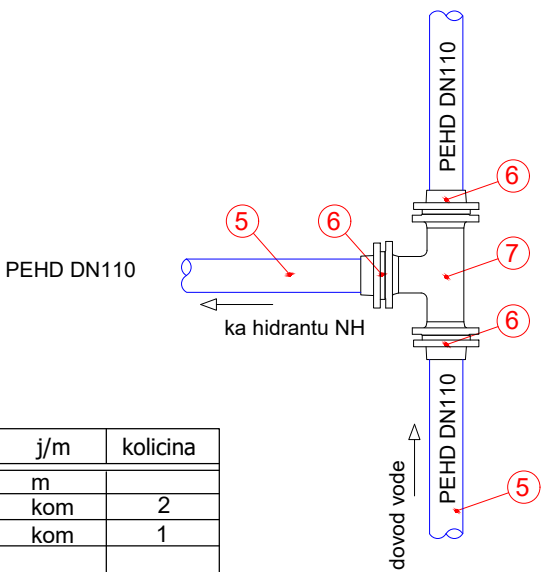 PEHD DN110
6
5
6
7
PEHD DN110
ka hidrantu NH
6
PEHD DN110
dovod vode
5
j/m kolicina
m
kom 2
kom 1